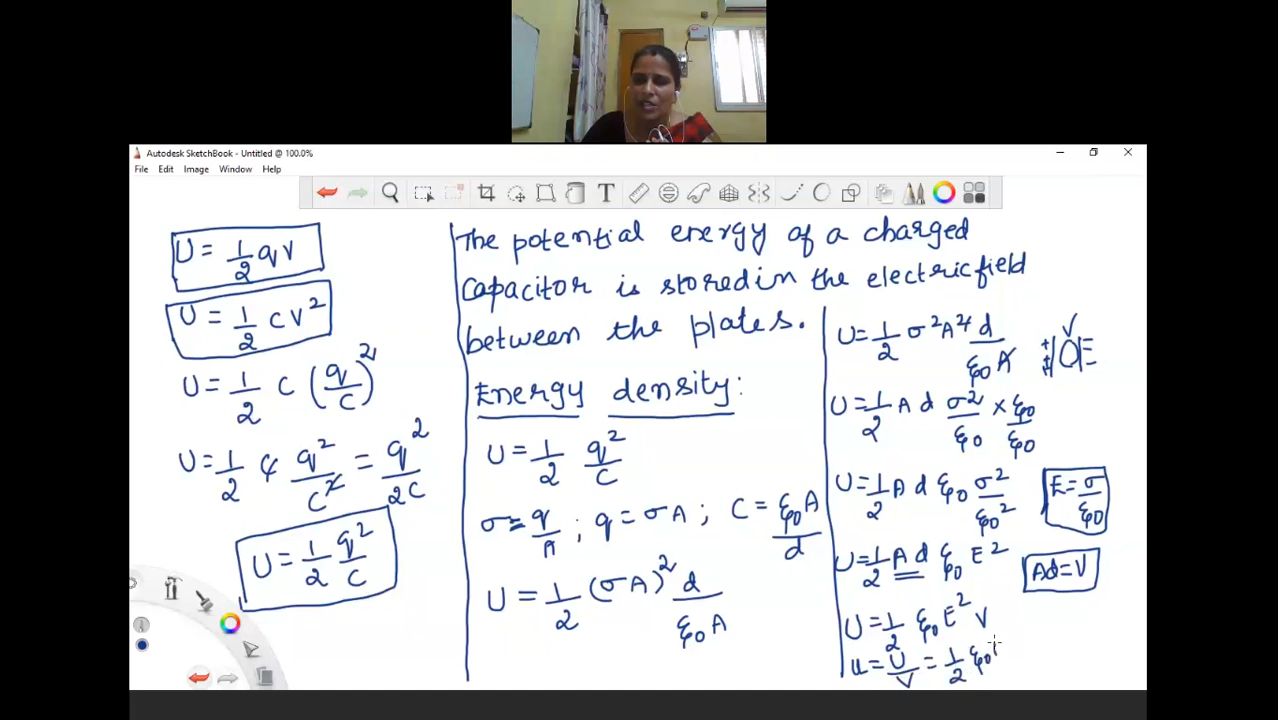 Autodesk SketchBook - Untitled @ 100.0%
File Edit Image Window Help
U = 1/2 qV
U = 1/2 CV²
U = 1/2 C (q/C)²
U = 1/2 C q²/C² = q²/2C
U = 1/2 q²/C
The potential energy of a charged
capacitor is stored in the electric field
between the plates.
Energy density:
U = 1/2 q²/C
σ = q/A ; q = σA ; C = ε₀A/d
U = 1/2 (σA)² d/ε₀A
U = 1/2 σ²A² d/ε₀A
U = 1/2 A d σ²/ε₀ × ε₀/ε₀
U = 1/2 A d ε₀ σ²/ε₀²
E = σ/ε₀
U = 1/2 A d ε₀ E²
Ad = V
U = 1/2 ε₀ E² V
u = U/V = 1/2 ε₀